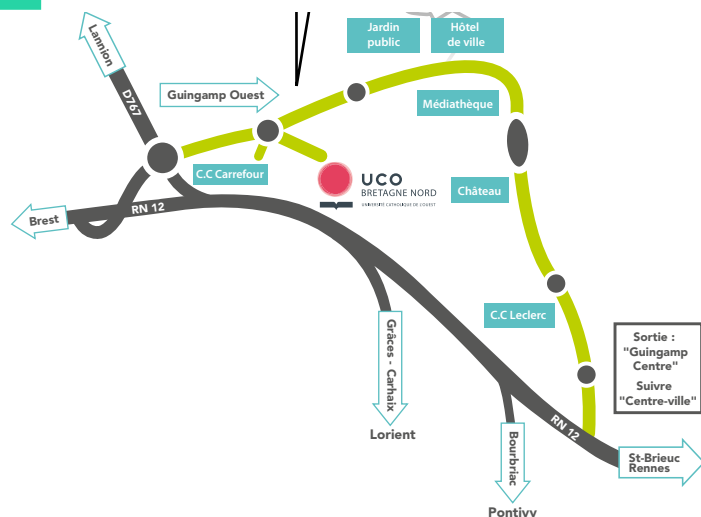 Jardin
public
Hôtel
de ville
Lannion
D767
Guingamp Ouest
Médiathèque
C.C Carrefour
UCO
BRETAGNE NORD
UNIVERSITÉ CATHOLIQUE DE L'OUEST
Château
Brest
RN 12
C.C Leclerc
Grâces - Carhaix
Lorient
Sortie :
"Guingamp
Centre"
Suivre
"Centre-ville"
RN 12
Bourbriac
Pontivy
St-Brieuc
Rennes